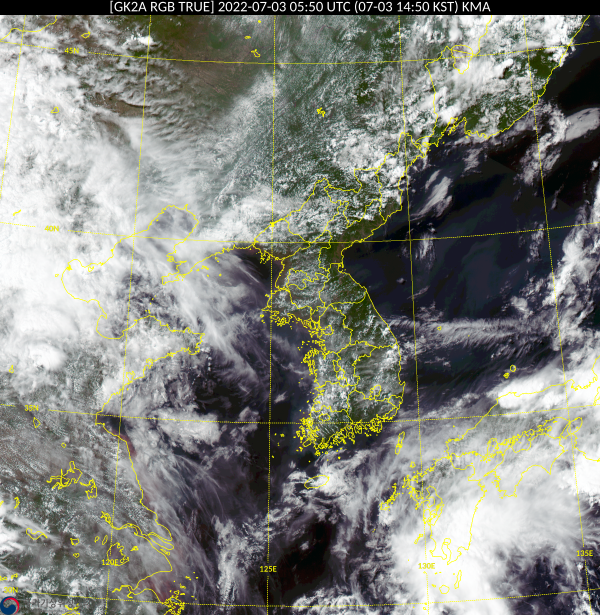 [GK2A RGB TRUE] 2022-07-03 05:50 UTC (07-03 14:50 KST) KMA
45N
40N
35N
120E
125E
130E
135E